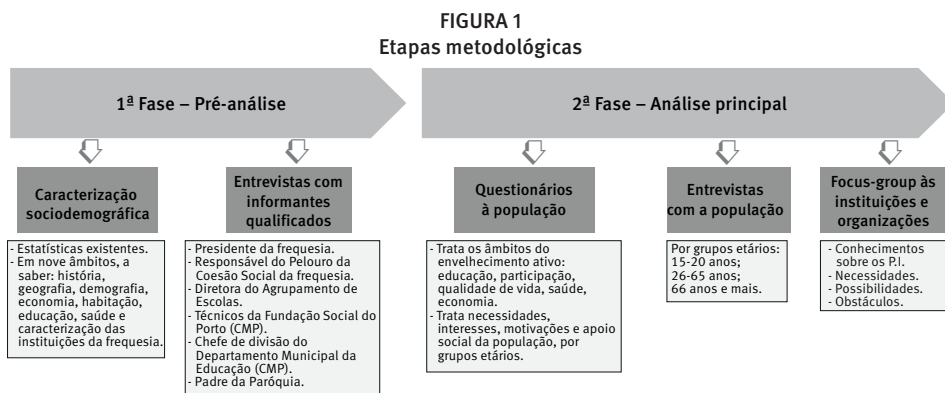 FIGURA 1
Etapas metodológicas
1ª Fase – Pré-análise
2ª Fase – Análise principal
Caracterização
sociodemográfica
- Estatísticas existentes.
- Em nove âmbitos, a
saber: história,
geografia, demografia,
economia, habitação,
educação, saúde e
caracterização das
instituições da frequesia.
Entrevistas com
informantes
qualificados
- Presidente da frequesia.
- Responsável do Pelouro da
Coesão Social da frequesia.
- Diretora do Agrupamento de
Escolas.
- Técnicos da Fundação Social do
Porto (CMP).
- Chefe de divisão do
Departamento Municipal da
Educação (CMP).
- Padre da Paróquia.
Questionários
à população
- Trata os âmbitos do
envelhecimento ativo:
educação, participação,
qualidade de vida, saúde,
economia.
- Trata necessidades,
interesses, motivações e apoio
social da população, por
grupos etários.
Entrevistas
com a população
Por grupos etários:
15-20 anos;
26-65 anos;
66 anos e mais.
Focus-group às
instituições e
organizações
- Conhecimentos
sobre os P.I.
- Necessidades.
- Possibilidades.
- Obstáculos.